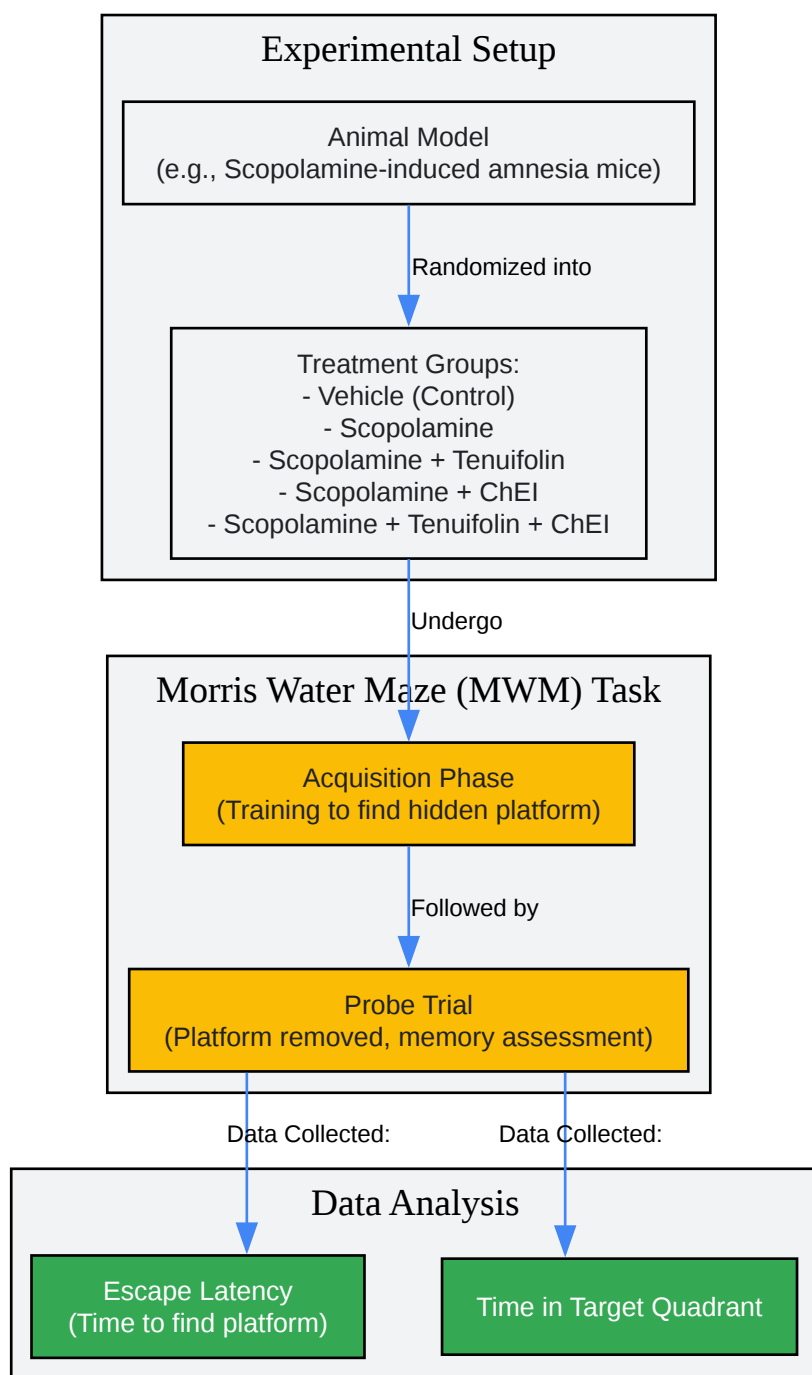 Experimental Setup
Animal Model
(e.g., Scopolamine-induced amnesia mice)
Randomized into
Treatment Groups:
- Vehicle (Control)
- Scopolamine
- Scopolamine + Tenuifolin
- Scopolamine + ChEI
- Scopolamine + Tenuifolin + ChEI
Undergo
Morris Water Maze (MWM) Task
Acquisition Phase
(Training to find hidden platform)
Followed by
Probe Trial
(Platform removed, memory assessment)
Data Collected:
Data Collected:
Data Analysis
Escape Latency
(Time to find platform)
Time in Target Quadrant